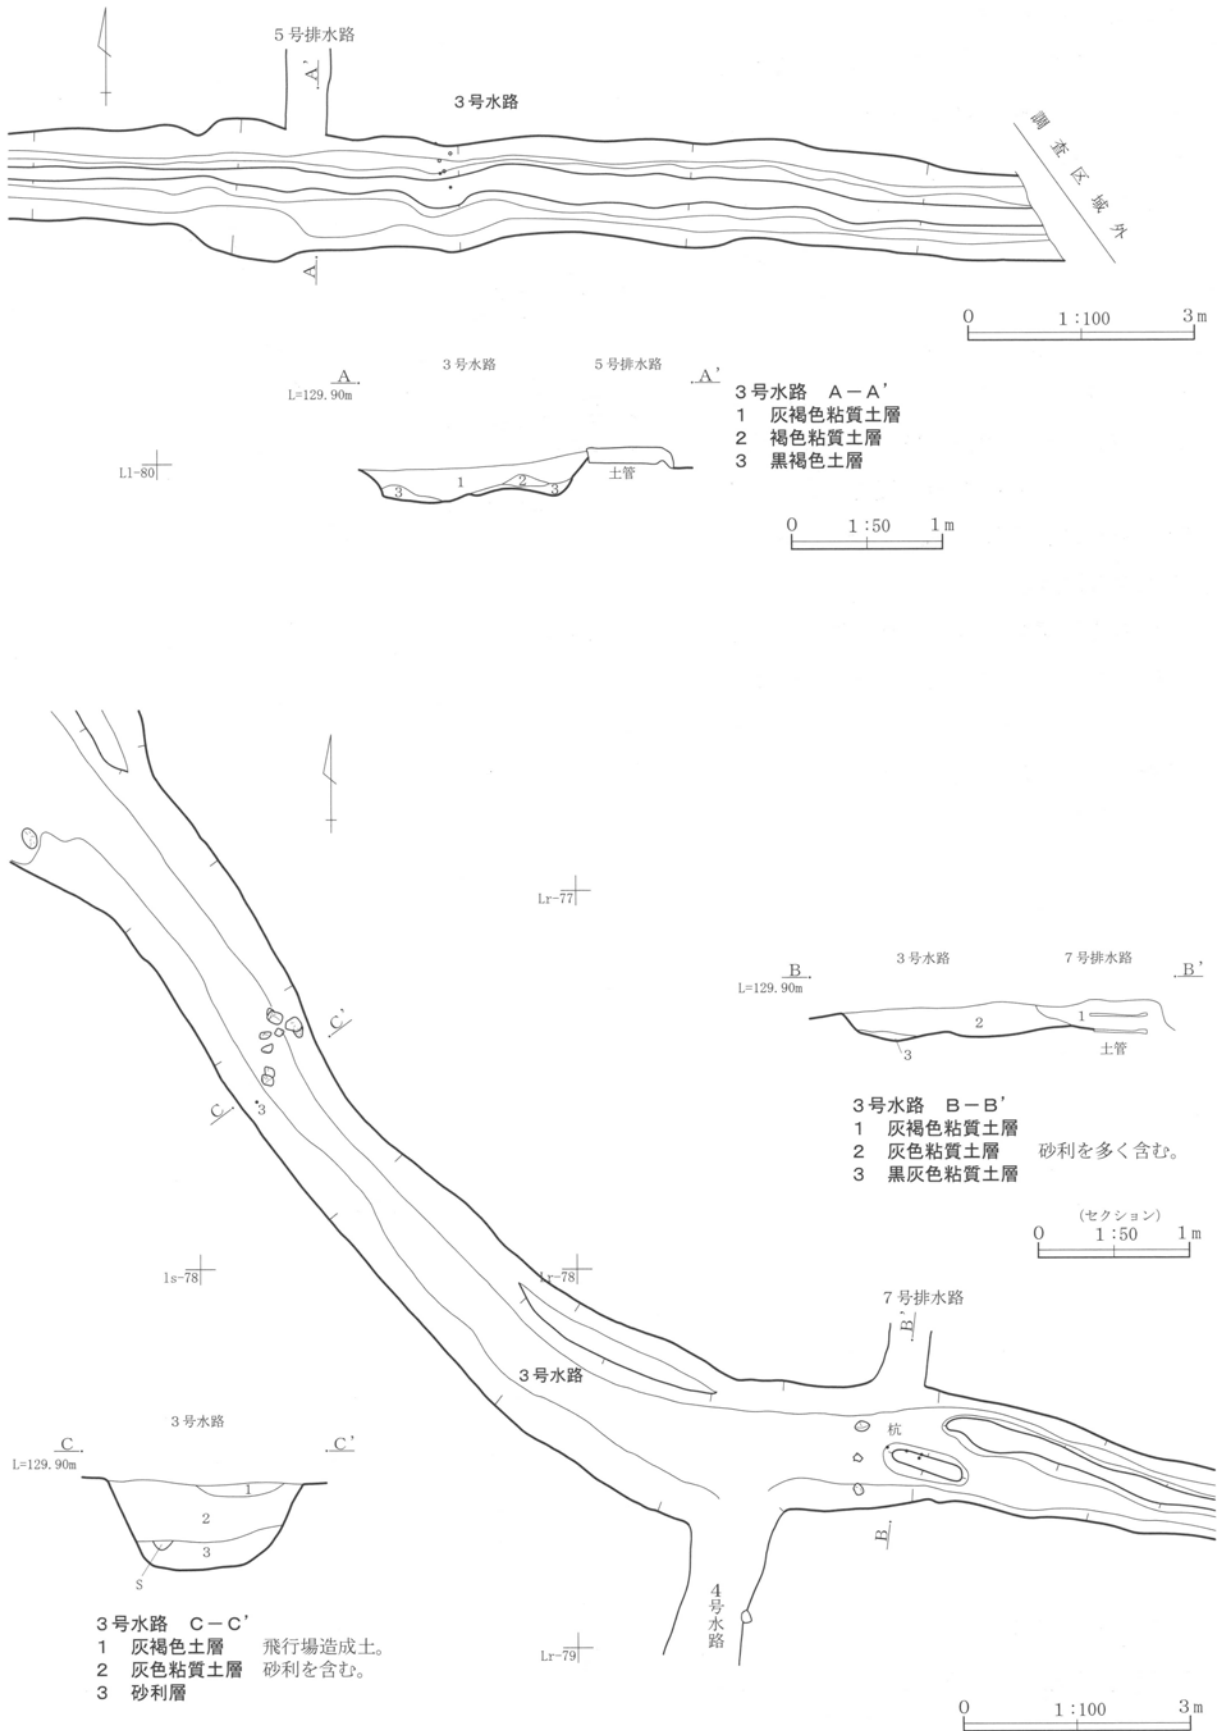 5号排水路
A'
3号水路
調査区域外
A
0 1:100 3m
3号水路 5号排水路
A A'
L=129.90m
3号水路 A-A'
1 灰褐色粘質土層
2 褐色粘質土層
3 黒褐色土層
Ll-80
3 1 2 3
土管
0 1:50 1m
Lr-77
3号水路 7号排水路
B B'
L=129.90m
1
2
3
土管
C'
C
3
3号水路 B-B'
1 灰褐色粘質土層
2 灰色粘質土層 砂利を多く含む。
3 黒灰色粘質土層
(セクション)
0 1:50 1m
ls-78
Lr-78
7号排水路
B'
3号水路
杭
B
4号水路
3号水路
C C'
L=129.90m
1
2
3
S
3号水路 C-C'
1 灰褐色土層 飛行場造成土。
2 灰色粘質土層 砂利を含む。
3 砂利層
Lr-79
0 1:100 3m